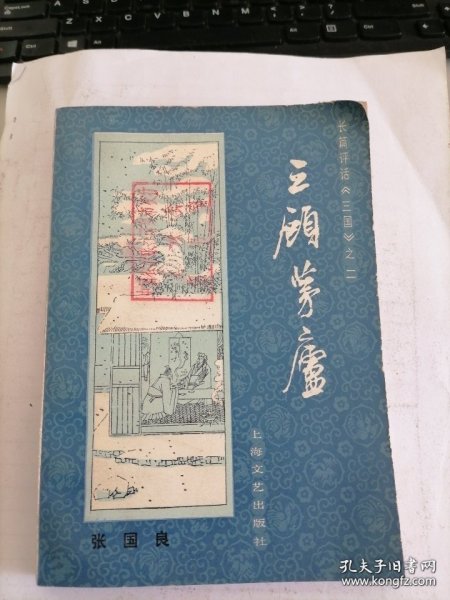 长篇评话《三国》之二
三顾茅庐
上海文艺出版社
张国良
孔夫子旧书网
www.kongfz.com